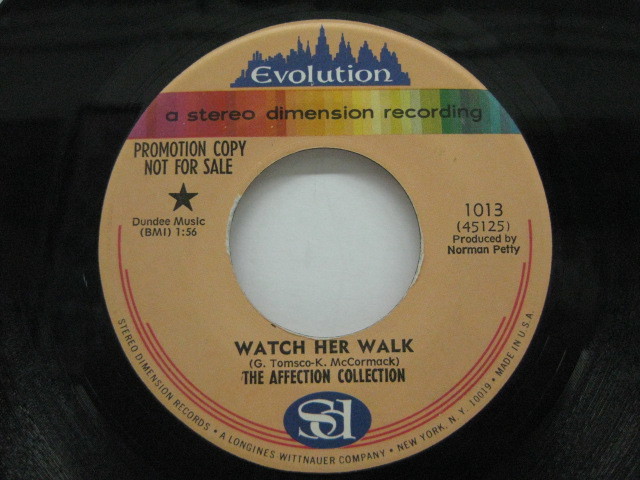 Evolution
a stereo dimension recording
PROMOTION COPY
NOT FOR SALE
Dundee Music
(BMI) 1:56
1013
(45125)
Produced by
Norman Petty
WATCH HER WALK
(G. Tomsco-K. McCormack)
THE AFFECTION COLLECTION
SD
STEREO DIMENSION RECORDS • A LONGINES WITTNAUER COMPANY • NEW YORK, N.Y. 10019 • MADE IN U.S.A.